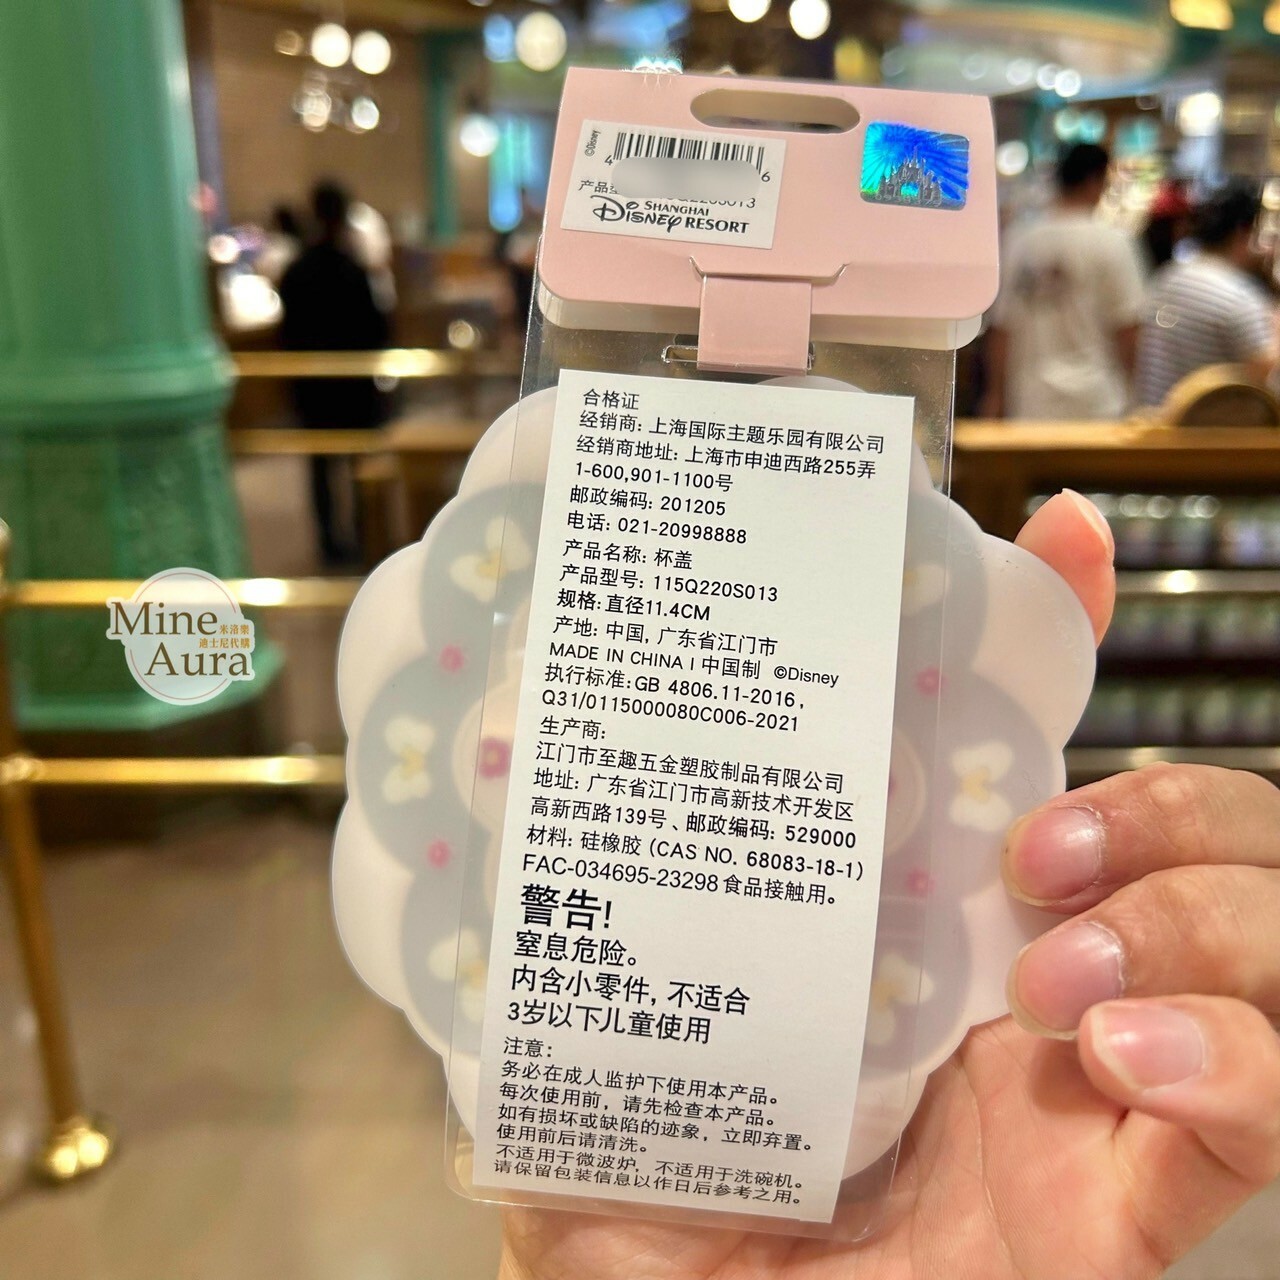 ©Disney
4
6
产品型
SHANGHAI
Disney RESORT
合格证
经销商: 上海国际主题乐园有限公司
经销商地址: 上海市申迪西路255弄
1-600,901-1100号
邮政编码: 201205
电话: 021-20998888
产品名称: 杯盖
产品型号: 115Q220S013
规格: 直径11.4CM
产地: 中国, 广东省江门市
MADE IN CHINA | 中国制 ©Disney
执行标准: GB 4806.11-2016,
Q31/0115000080C006-2021
生产商:
江门市至趣五金塑胶制品有限公司
地址: 广东省江门市高新技术开发区
高新西路139号、邮政编码: 529000
材料: 硅橡胶 (CAS NO. 68083-18-1)
FAC-034695-23298 食品接触用。
警告!
窒息危险。
内含小零件, 不适合
3岁以下儿童使用
注意:
务必在成人监护下使用本产品。
每次使用前，请先检查本产品。
如有损坏或缺陷的迹象，立即弃置。
使用前后请清洗。
不适用于微波炉，不适用于洗碗机。
请保留包装信息以作日后参考之用。
Mine
米洛樂
迪士尼代購
Aura